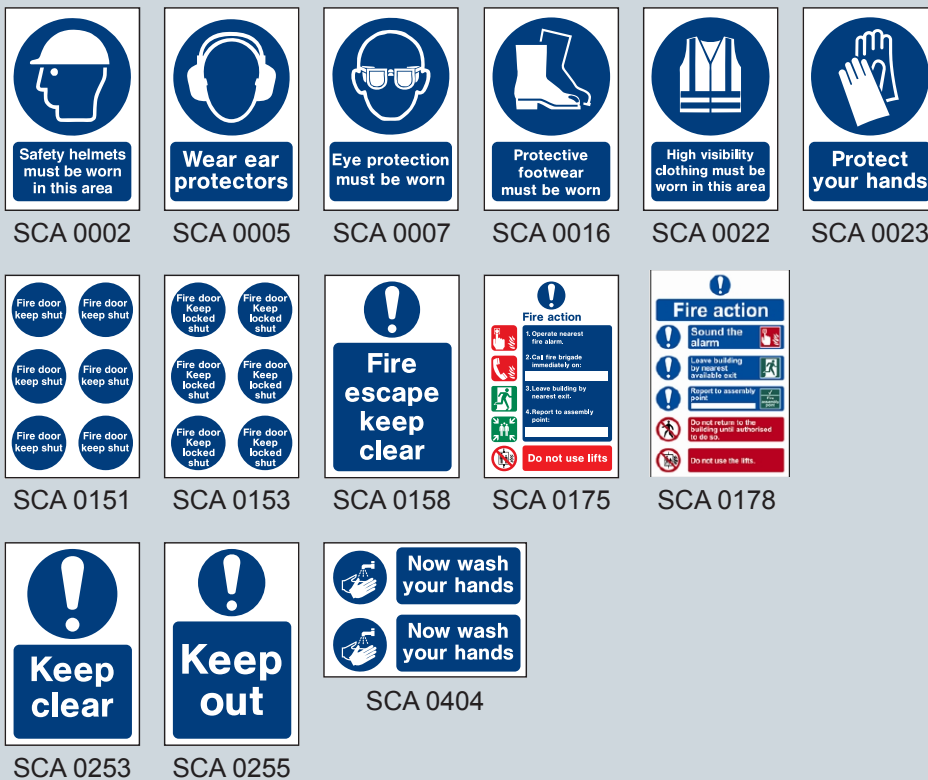 Safety helmets
must be worn
in this area
SCA 0002
Wear ear
protectors
SCA 0005
Eye protection
must be worn
SCA 0007
Protective
footwear
must be worn
SCA 0016
High visibility
clothing must be
worn in this area
SCA 0022
Protect
your hands
SCA 0023
Fire door
keep shut
Fire door
keep shut
Fire door
keep shut
Fire door
keep shut
Fire door
keep shut
Fire door
keep shut
SCA 0151
Fire door
Keep
locked
shut
Fire door
Keep
locked
shut
Fire door
Keep
locked
shut
Fire door
Keep
locked
shut
Fire door
Keep
locked
shut
Fire door
Keep
locked
shut
SCA 0153
Fire
escape
keep
clear
SCA 0158
Fire action
1. Operate nearest
fire alarm.
2. Call fire brigade
immediately on:
3. Leave building by
nearest exit.
4. Report to assembly
point:
Do not use lifts
SCA 0175
Fire action
Sound the
alarm
Leave building
by nearest
available exit
Report to assembly
point
Do not return to the
building until authorised
to do so.
Do not use the lifts.
SCA 0178
Keep
clear
SCA 0253
Keep
out
SCA 0255
Now wash
your hands
Now wash
your hands
SCA 0404